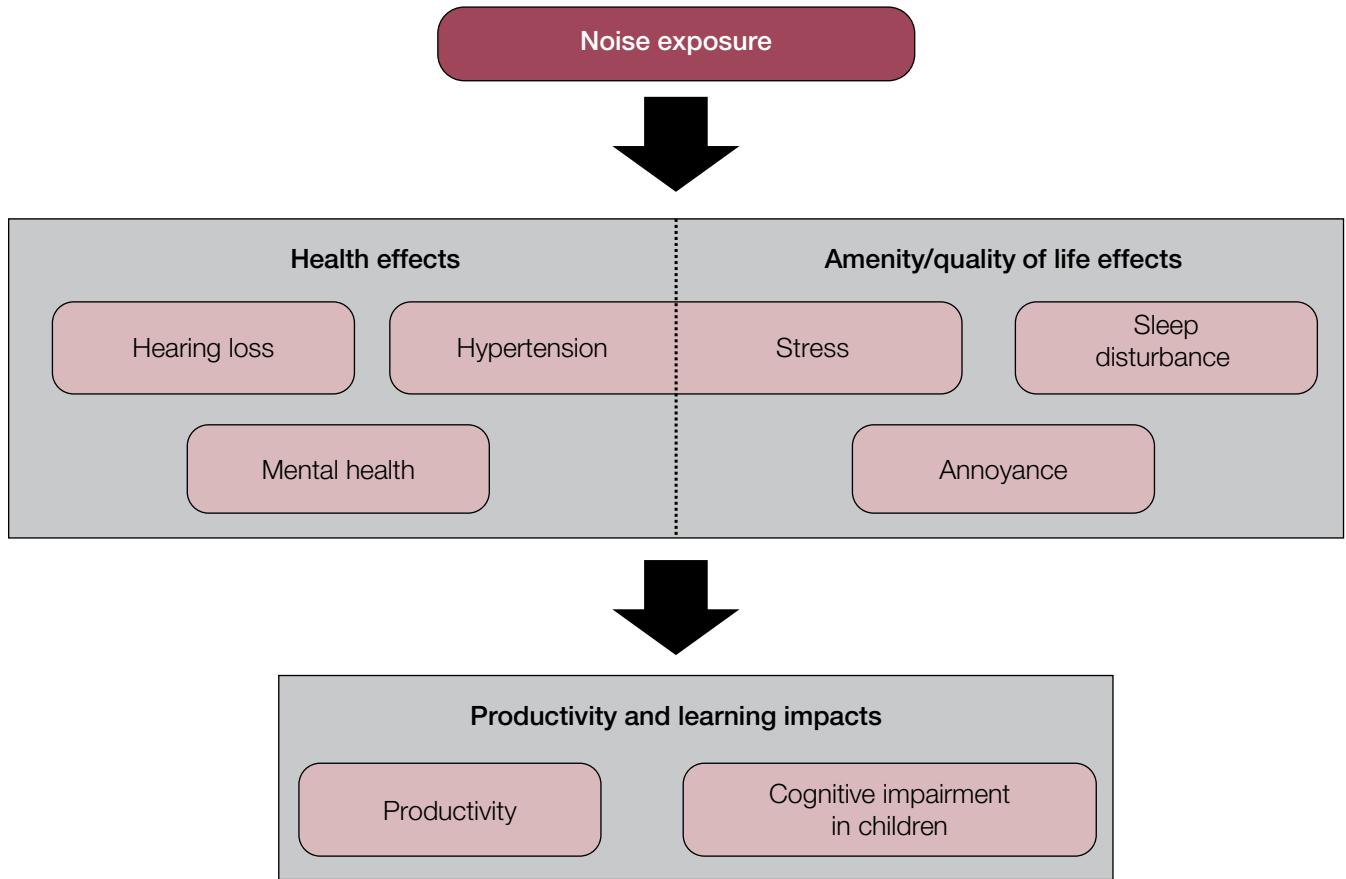 Noise exposure
Health effects
Amenity/quality of life effects
Hearing loss
Hypertension
Stress
Sleep
disturbance
Mental health
Annoyance
Productivity and learning impacts
Productivity
Cognitive impairment
in children